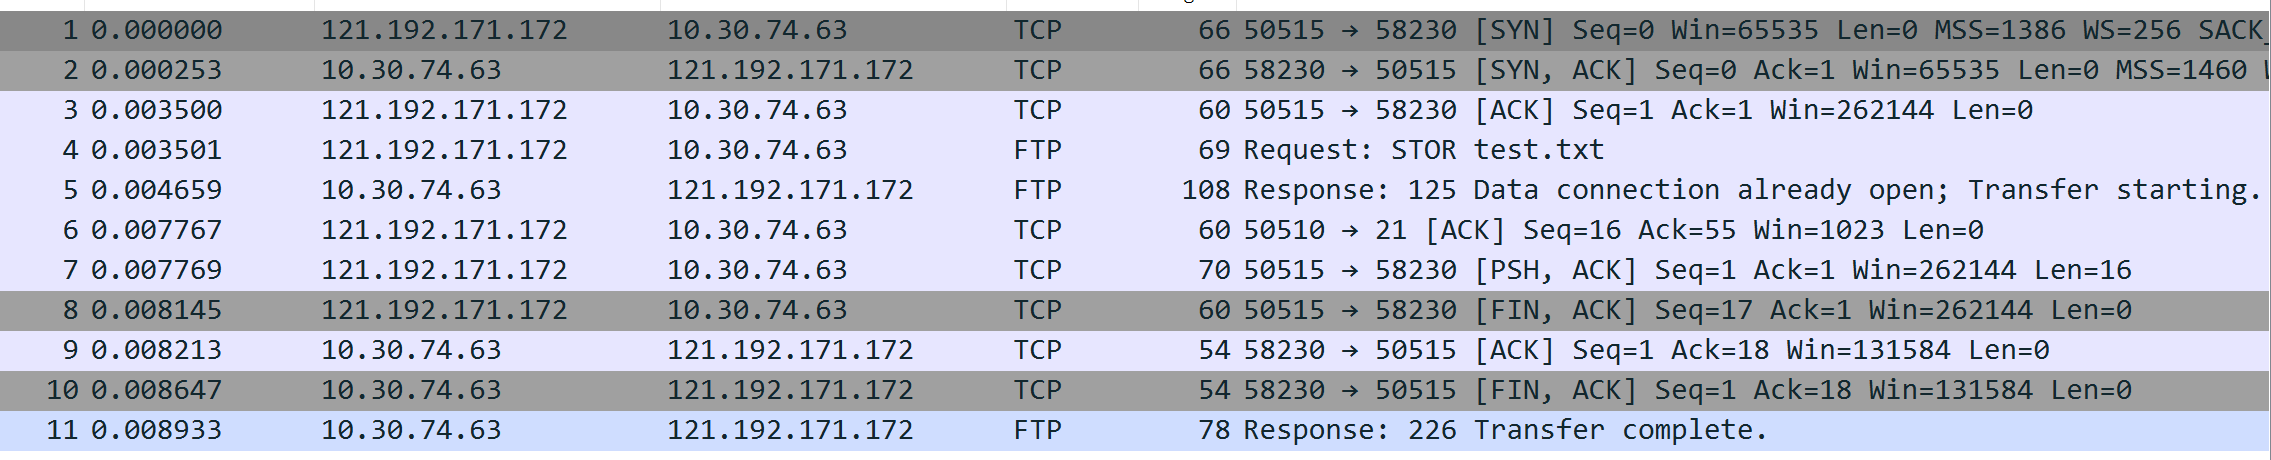 1 0.000000 121.192.171.172 10.30.74.63 TCP 66 50515 → 58230 [SYN] Seq=0 Win=65535 Len=0 MSS=1386 WS=256 SACK_
2 0.000253 10.30.74.63 121.192.171.172 TCP 66 58230 → 50515 [SYN, ACK] Seq=0 Ack=1 Win=65535 Len=0 MSS=1460
3 0.003500 121.192.171.172 10.30.74.63 TCP 60 50515 → 58230 [ACK] Seq=1 Ack=1 Win=262144 Len=0
4 0.003501 121.192.171.172 10.30.74.63 FTP 69 Request: STOR test.txt
5 0.004659 10.30.74.63 121.192.171.172 FTP 108 Response: 125 Data connection already open; Transfer starting.
6 0.007767 121.192.171.172 10.30.74.63 TCP 60 50510 → 21 [ACK] Seq=16 Ack=55 Win=1023 Len=0
7 0.007769 121.192.171.172 10.30.74.63 TCP 70 50515 → 58230 [PSH, ACK] Seq=1 Ack=1 Win=262144 Len=16
8 0.008145 121.192.171.172 10.30.74.63 TCP 60 50515 → 58230 [FIN, ACK] Seq=17 Ack=1 Win=262144 Len=0
9 0.008213 10.30.74.63 121.192.171.172 TCP 54 58230 → 50515 [ACK] Seq=1 Ack=18 Win=131584 Len=0
10 0.008647 10.30.74.63 121.192.171.172 TCP 54 58230 → 50515 [FIN, ACK] Seq=1 Ack=18 Win=131584 Len=0
11 0.008933 10.30.74.63 121.192.171.172 FTP 78 Response: 226 Transfer complete.